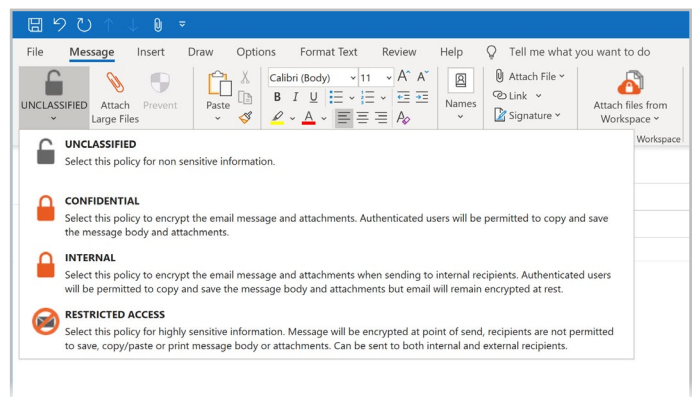 File Message Insert Draw Options Format Text Review Help Tell me what you want to do
UNCLASSIFIED
Attach
Large Files
Prevent
Paste
Calibri (Body) 11 A A
B I U
A
Names
Attach File
Link
Signature
Attach files from
Workspace
Workspace
UNCLASSIFIED
Select this policy for non sensitive information.
CONFIDENTIAL
Select this policy to encrypt the email message and attachments. Authenticated users will be permitted to copy and save
the message body and attachments.
INTERNAL
Select this policy to encrypt the email message and attachments when sending to internal recipients. Authenticated users
will be permitted to copy and save the message body and attachments but email will remain encrypted at rest.
RESTRICTED ACCESS
Select this policy for highly sensitive information. Message will be encrypted at point of send, recipients are not permitted
to save, copy/paste or print message body or attachments. Can be sent to both internal and external recipients.